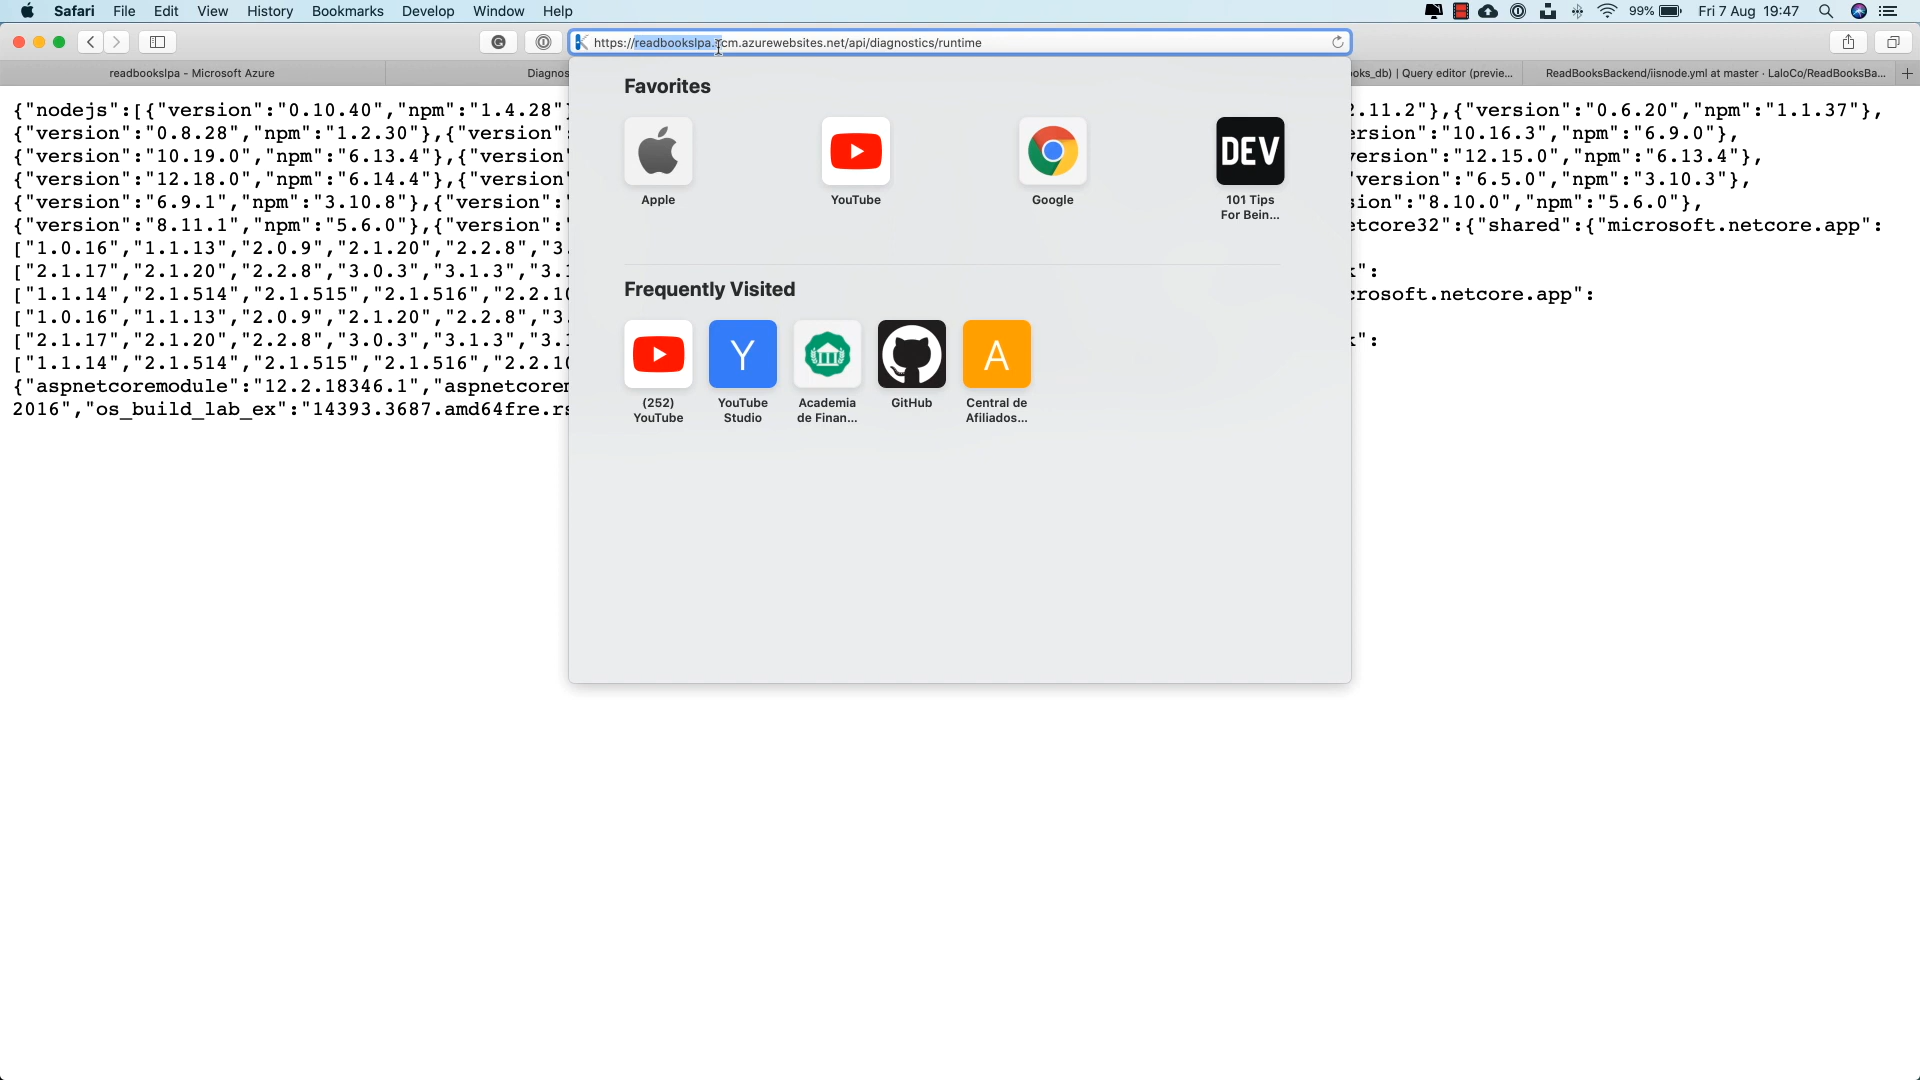 Safari File Edit View History Bookmarks Develop Window Help 99% Fri 7 Aug 19:47
https://readbookslpa.scm.azurewebsites.net/api/diagnostics/runtime
readbookslpa - Microsoft Azure Diagnos oks_db) | Query editor (previe... ReadBooksBackend/iisnode.yml at master · LaloCo/ReadBooksBa...
{"nodejs":[{"version":"0.10.40","npm":"1.4.28" 2.11.2"},{"version":"0.6.20","npm":"1.1.37"},
{"version":"0.8.28","npm":"1.2.30"},{"version": ersion":"10.16.3","npm":"6.9.0"},
{"version":"10.19.0","npm":"6.13.4"},{"version" version":"12.15.0","npm":"6.13.4"},
{"version":"12.18.0","npm":"6.14.4"},{"version" "version":"6.5.0","npm":"3.10.3"},
{"version":"6.9.1","npm":"3.10.8"},{"version": sion":"8.10.0","npm":"5.6.0"},
{"version":"8.11.1","npm":"5.6.0"},{"version": etcore32":{"shared":{"microsoft.netcore.app":
["1.0.16","1.1.13","2.0.9","2.1.20","2.2.8","3.
["2.1.17","2.1.20","2.2.8","3.0.3","3.1.3","3.1 k":
["1.1.14","2.1.514","2.1.515","2.1.516","2.2.10 crosoft.netcore.app":
["1.0.16","1.1.13","2.0.9","2.1.20","2.2.8","3.
["2.1.17","2.1.20","2.2.8","3.0.3","3.1.3","3.1 k":
["1.1.14","2.1.514","2.1.515","2.1.516","2.2.10
{"aspnetcoremodule":"12.2.18346.1","aspnetcorem
2016","os_build_lab_ex":"14393.3687.amd64fre.rs
Favorites
Apple
YouTube
Google
DEV
101 Tips
For Bein...
Frequently Visited
Y
A
(252)
YouTube
YouTube
Studio
Academia
de Finan...
GitHub
Central de
Afiliados...